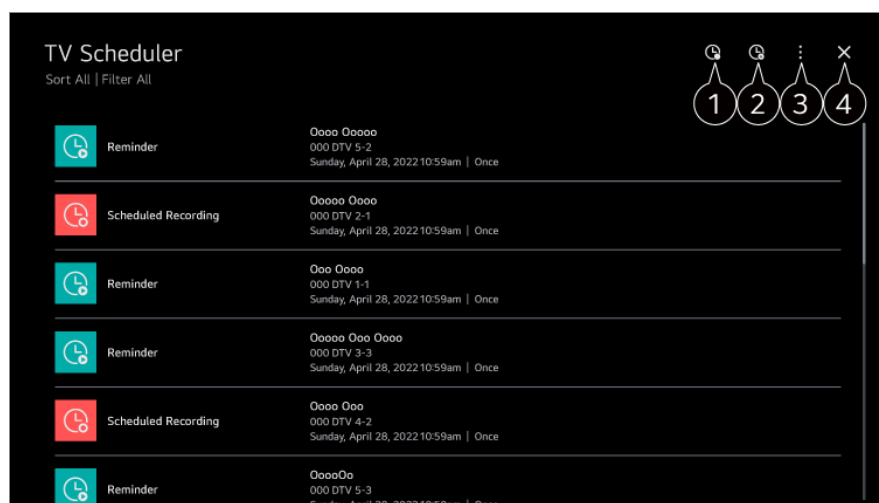 TV Scheduler
Sort All | Filter All
1 2 3 4
Reminder
Oooo Ooooo
000 DTV 5-2
Sunday, April 28, 2022 10:59am | Once
Scheduled Recording
Ooooo Oooo
000 DTV 2-1
Sunday, April 28, 2022 10:59am | Once
Reminder
Ooo Oooo
000 DTV 1-1
Sunday, April 28, 2022 10:59am | Once
Reminder
Ooooo Ooo Oooo
000 DTV 3-3
Sunday, April 28, 2022 10:59am | Once
Scheduled Recording
Oooo Ooo
000 DTV 4-2
Sunday, April 28, 2022 10:59am | Once
Reminder
OoooOo
000 DTV 5-3